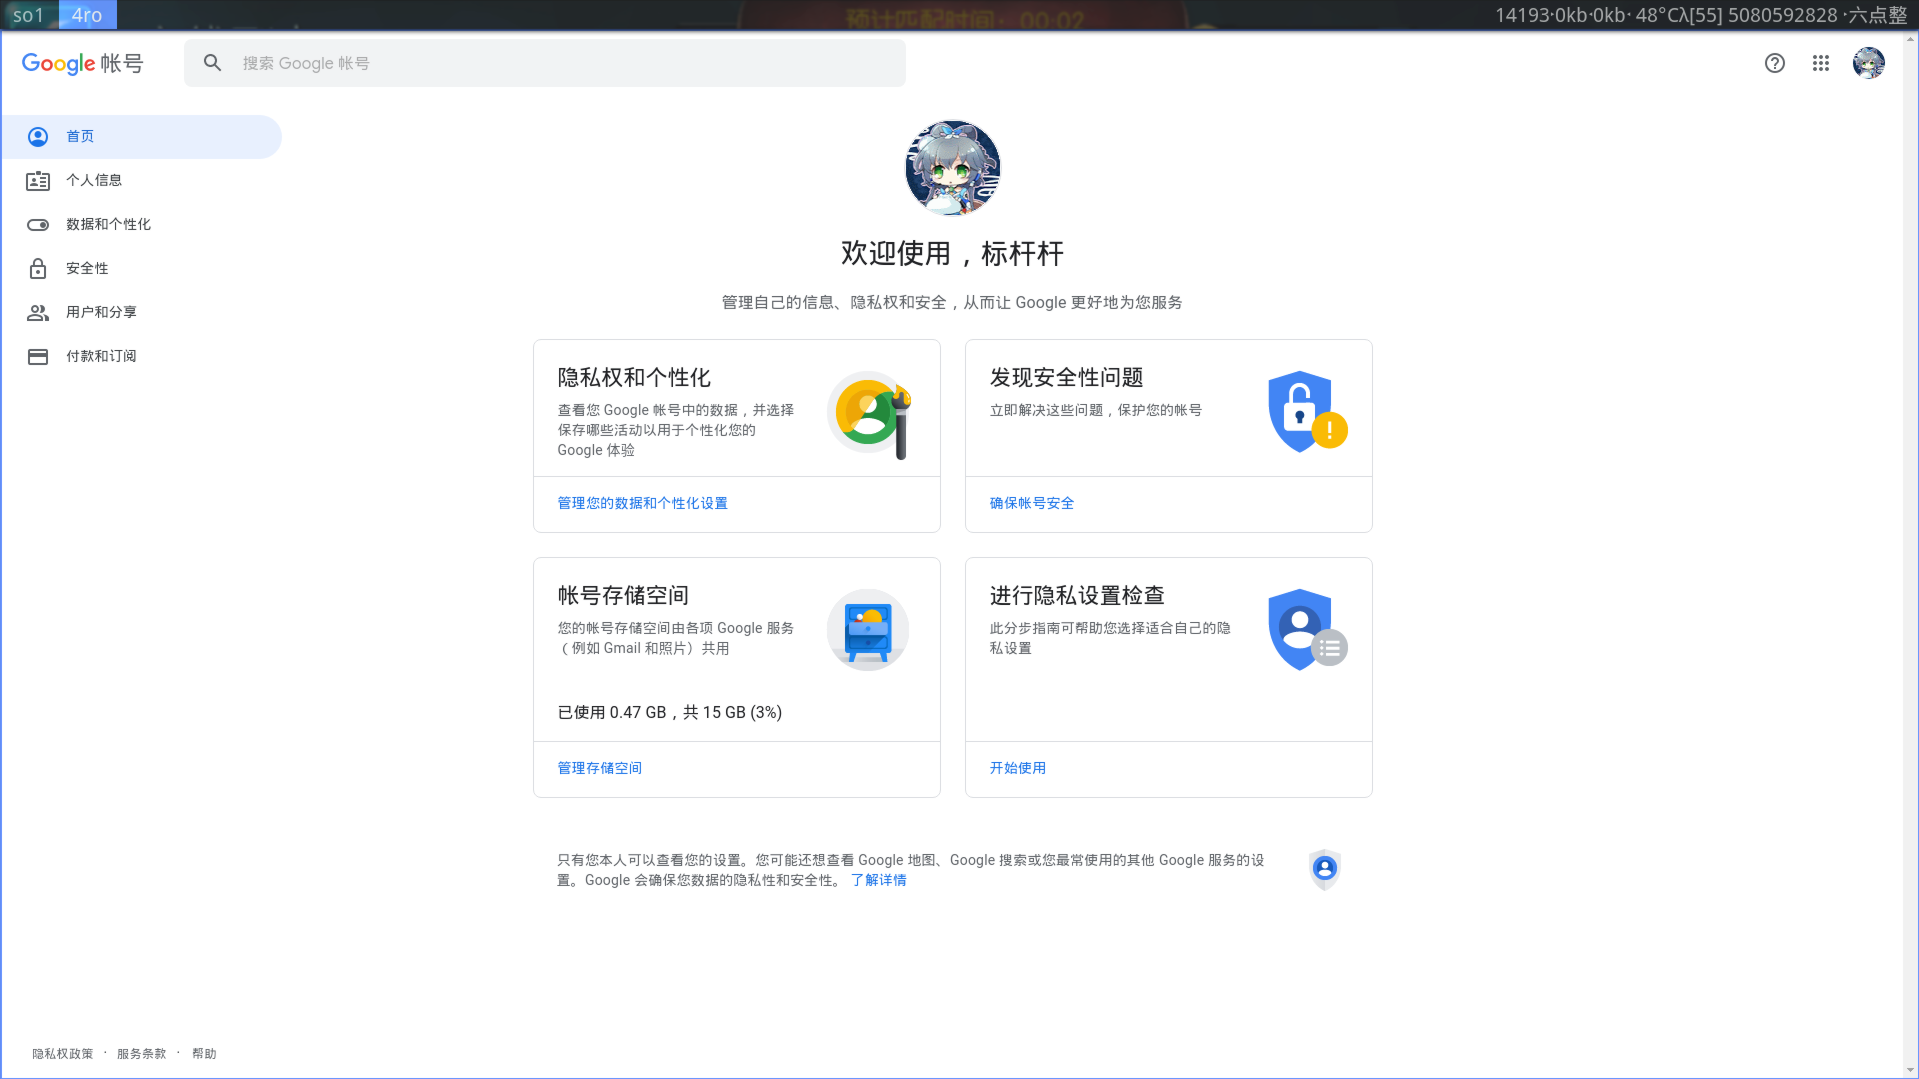 so1 4ro
预计匹配时间：00:02
14193·0kb·0kb· 48°Cλ[55] 5080592828 ·六点整
Google 帐号
搜索 Google 帐号
首页
个人信息
数据和个性化
安全性
用户和分享
付款和订阅
欢迎使用，标杆杆
管理自己的信息、隐私权和安全，从而让 Google 更好地为您服务
隐私权和个性化
查看您 Google 帐号中的数据，并选择
保存哪些活动以用于个性化您的
Google 体验
管理您的数据和个性化设置
发现安全性问题
立即解决这些问题，保护您的帐号
确保帐号安全
帐号存储空间
您的帐号存储空间由各项 Google 服务
（例如 Gmail 和照片）共用
已使用 0.47 GB，共 15 GB (3%)
管理存储空间
进行隐私设置检查
此分步指南可帮助您选择适合自己的隐
私设置
开始使用
只有您本人可以查看您的设置。您可能还想查看 Google 地图、Google 搜索或您最常使用的其他 Google 服务的设
置。Google 会确保您数据的隐私性和安全性。 了解详情
隐私权政策 · 服务条款 · 帮助